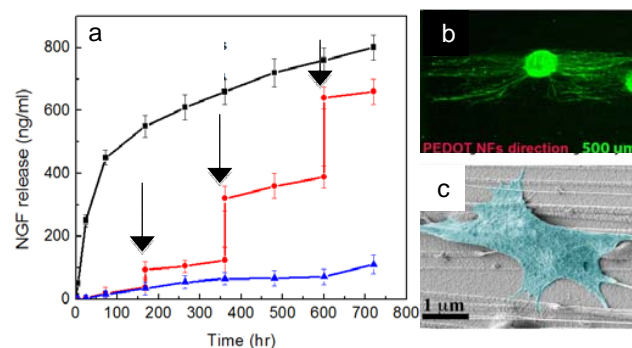 a
800
600
400
200
0
0 100 200 300 400 500 600 700 800
NGF release (ng/ml)
Time (hr)
b
PEDOT NFs direction 500 μm
c
1 μm